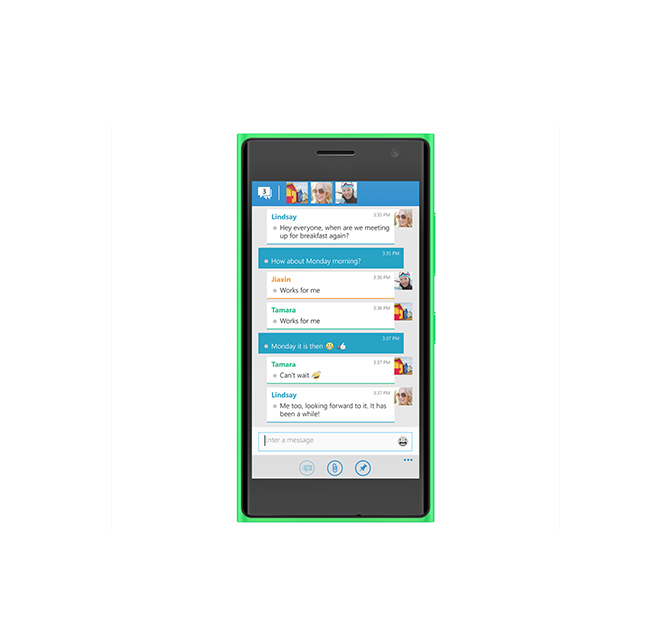 3
Lindsay 3:35 PM
Hey everyone, when are we meeting
up for breakfast again?
3:35 PM
How about Monday morning?
Jiaxin 3:36 PM
Works for me
Tamara 3:36 PM
Works for me
3:37 PM
Monday it is then
Tamara 3:37 PM
Can't wait
Lindsay 3:37 PM
Me too, looking forward to it. It has
been a while!
Enter a message